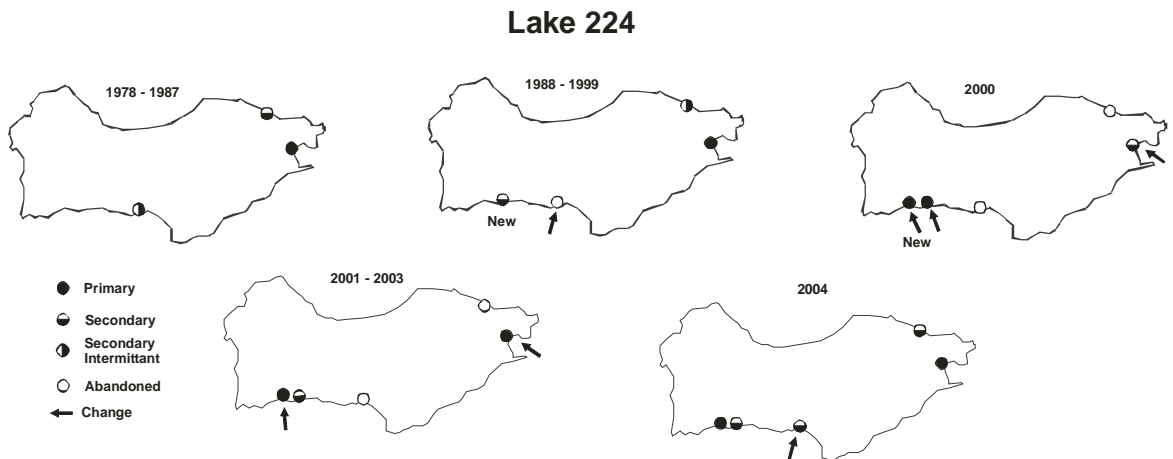 Lake 224
1978 - 1987
1988 - 1999
2000
New
New
2001 - 2003
2004
Primary
Secondary
Secondary
Intermittant
Abandoned
Change